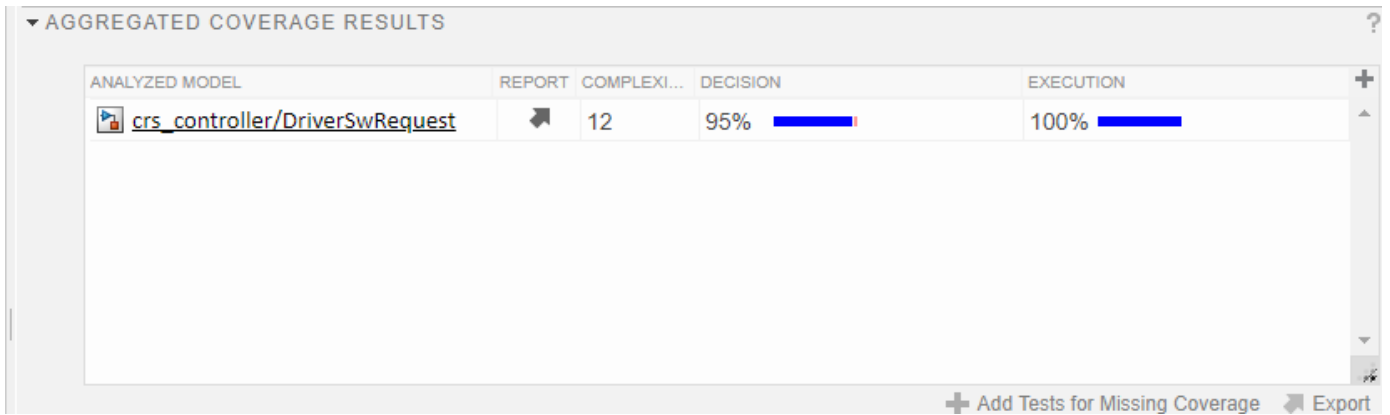 AGGREGATED COVERAGE RESULTS ?
ANALYZED MODEL REPORT COMPLEXI... DECISION EXECUTION
crs_controller/DriverSwRequest 12 95% 100%
Add Tests for Missing Coverage Export